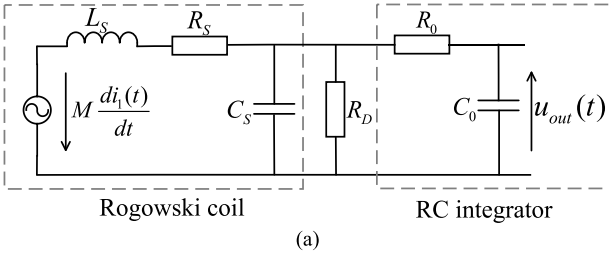 L_S
R_S
R_0
M di_1(t)/dt
C_S
R_D
C_0
u_out(t)
Rogowski coil
RC integrator
(a)